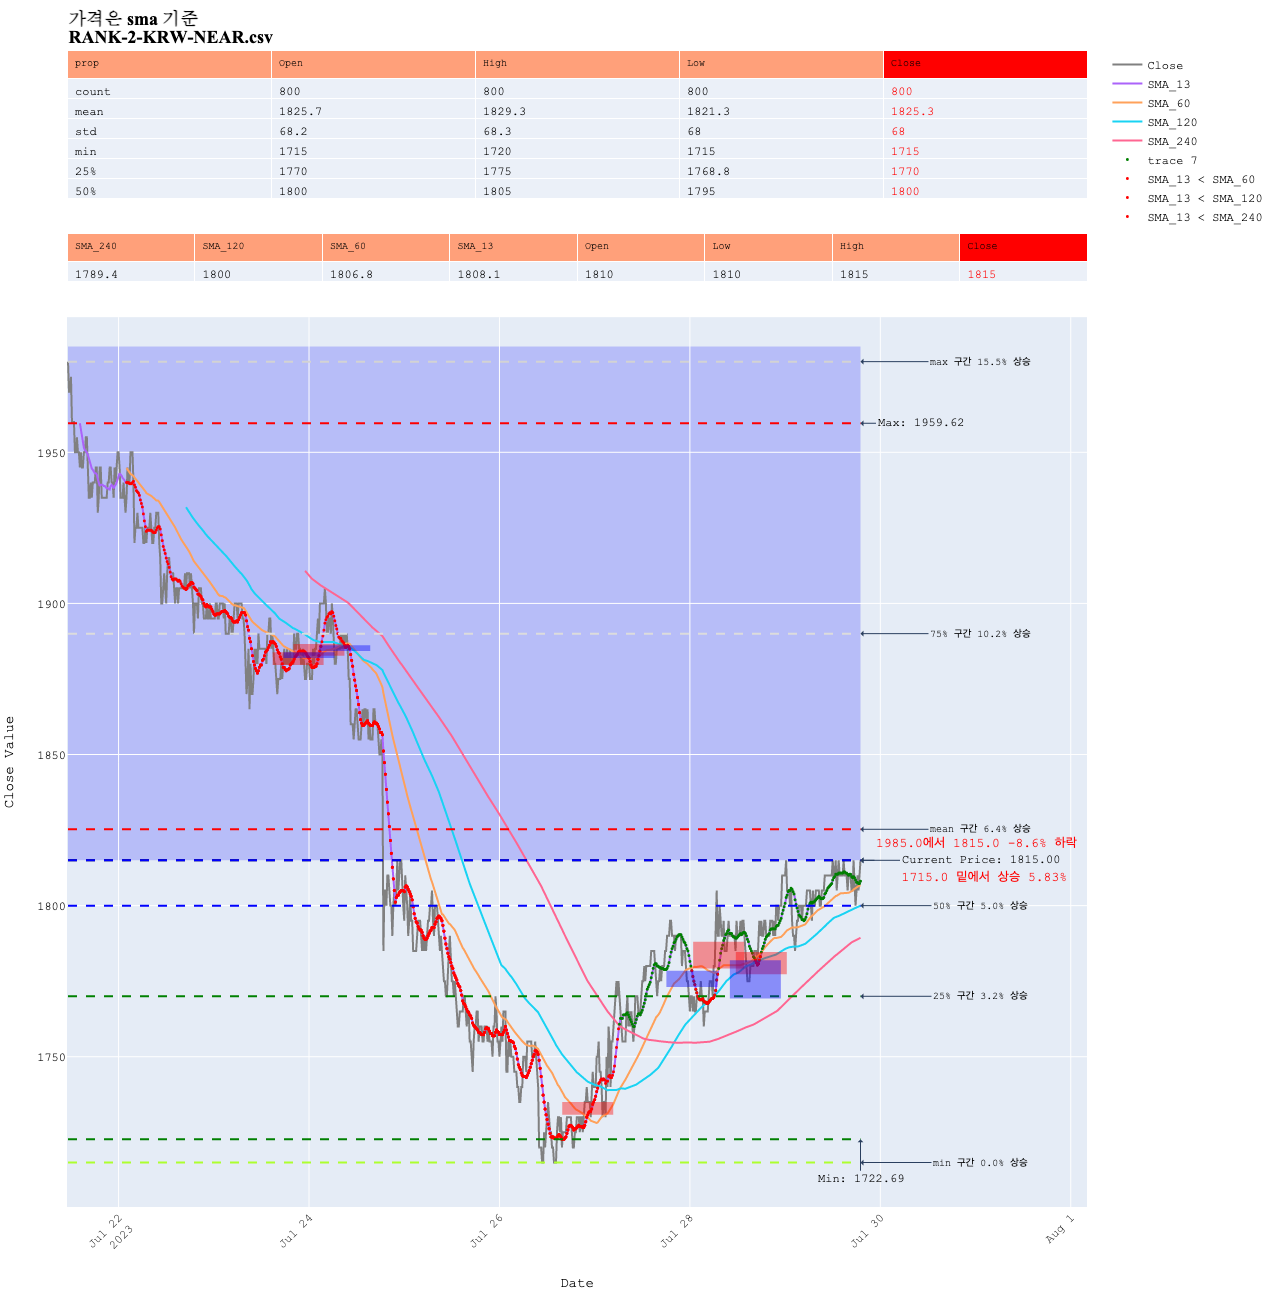 가격은 sma 기준
RANK-2-KRW-NEAR.csv
prop Open High Low Close
count 800 800 800 800
mean 1825.7 1829.3 1821.3 1825.3
std 68.2 68.3 68 68
min 1715 1720 1715 1715
25% 1770 1775 1768.8 1770
50% 1800 1805 1795 1800
SMA_240 SMA_120 SMA_60 SMA_13 Open Low High Close
1789.4 1800 1806.8 1808.1 1810 1810 1815 1815
Close
SMA_13
SMA_60
SMA_120
SMA_240
trace 7
SMA_13 < SMA_60
SMA_13 < SMA_120
SMA_13 < SMA_240
max 구간 15.5% 상승
Max: 1959.62
1950
1900
75% 구간 10.2% 상승
1850
Close Value
mean 구간 6.4% 상승
1985.0에서 1815.0 -8.6% 하락
Current Price: 1815.00
1715.0 밑에서 상승 5.83%
1800
50% 구간 5.0% 상승
25% 구간 3.2% 상승
1750
min 구간 0.0% 상승
Min: 1722.69
Jul 22
2023
Jul 24
Jul 26
Jul 28
Jul 30
Aug 1
Date